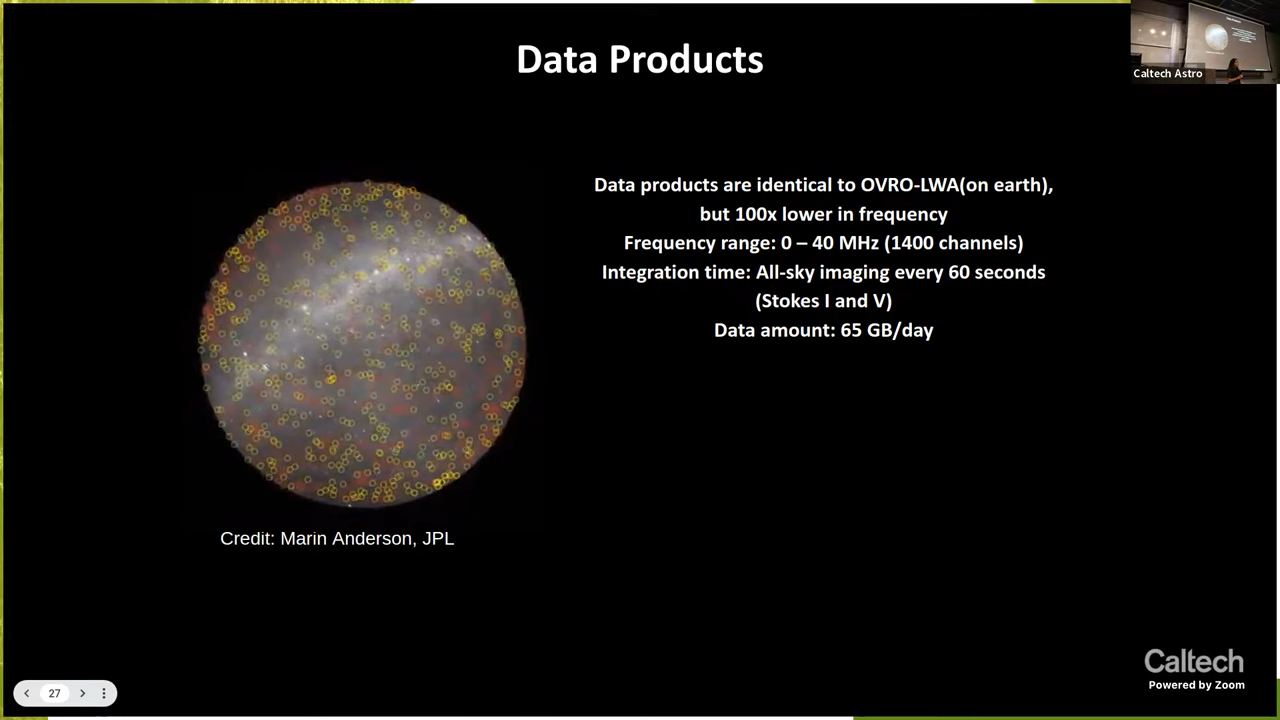 Data Products
Caltech Astro
Data products are identical to OVRO-LWA(on earth),
but 100x lower in frequency
Frequency range: 0 – 40 MHz (1400 channels)
Integration time: All-sky imaging every 60 seconds
(Stokes I and V)
Data amount: 65 GB/day
Credit: Marin Anderson, JPL
Caltech
Powered by Zoom
27